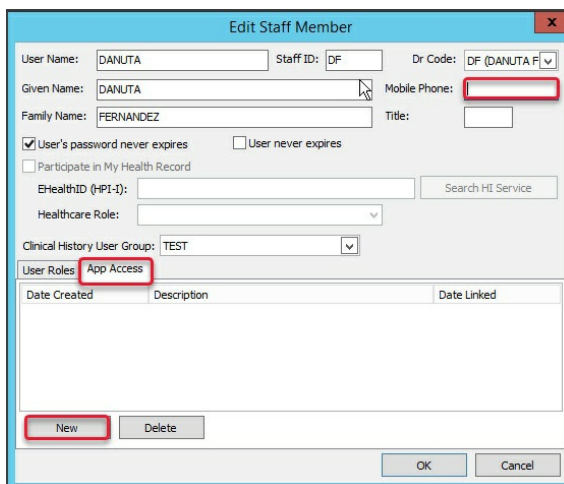 Edit Staff Member
x
User Name: DANUTA Staff ID: DF Dr Code: DF (DANUTA F
Given Name: DANUTA Mobile Phone:
Family Name: FERNANDEZ Title:
User's password never expires User never expires
Participate in My Health Record
EHealthID (HPI-I): Search HI Service
Healthcare Role:
Clinical History User Group: TEST
User Roles App Access
Date Created Description Date Linked
New Delete
OK Cancel